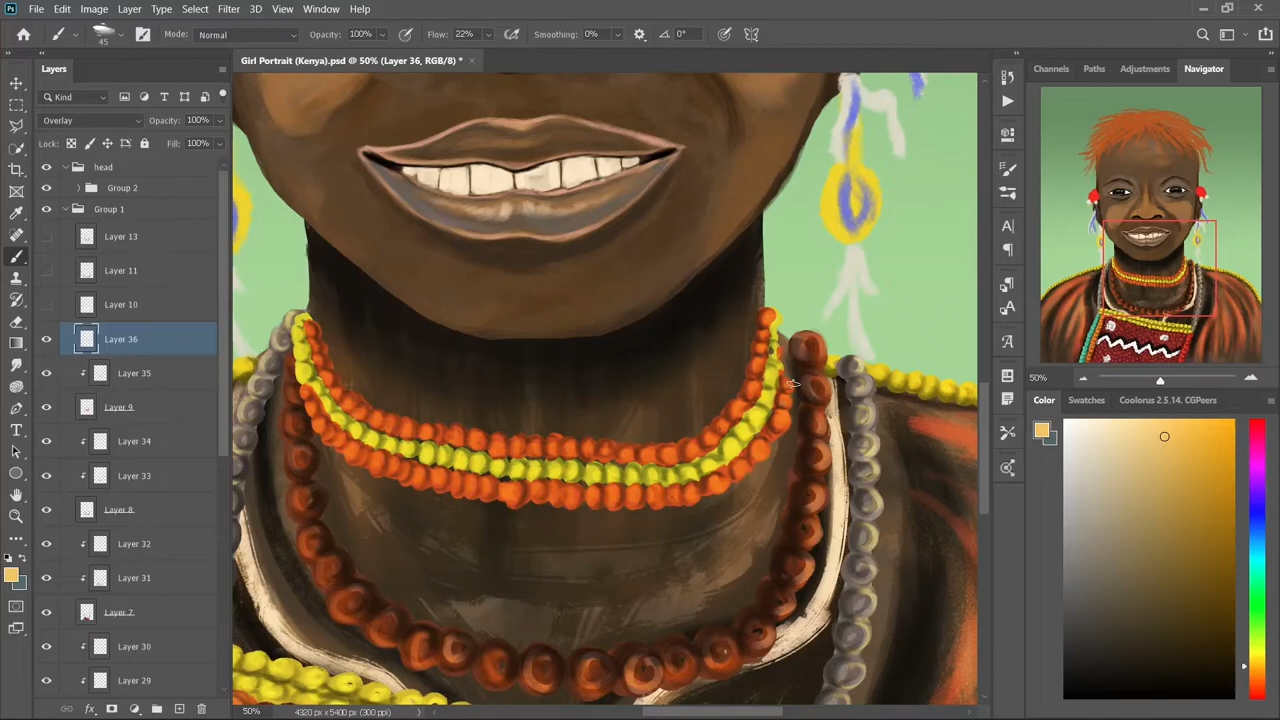 Ps File Edit Image Layer Type Select Filter 3D View Window Help
45 Mode: Normal Opacity: 100% Flow: 22% Smoothing: 0% 0°
Layers
Girl Portrait (Kenya).psd @ 50% (Layer 36, RGB/8) *
Channels Paths Adjustments Navigator
Kind
Overlay Opacity: 100%
Lock: Fill: 100%
head
Group 2
Group 1
Layer 13
Layer 11
Layer 10
Layer 36
Layer 35
Layer 9
Layer 34
Layer 33
Layer 8
Layer 32
Layer 31
Layer 7
Layer 30
Layer 29
50%
Color Swatches Coolorus 2.5.14. CGPeers
50% 4320 px x 5400 px (300 ppi)